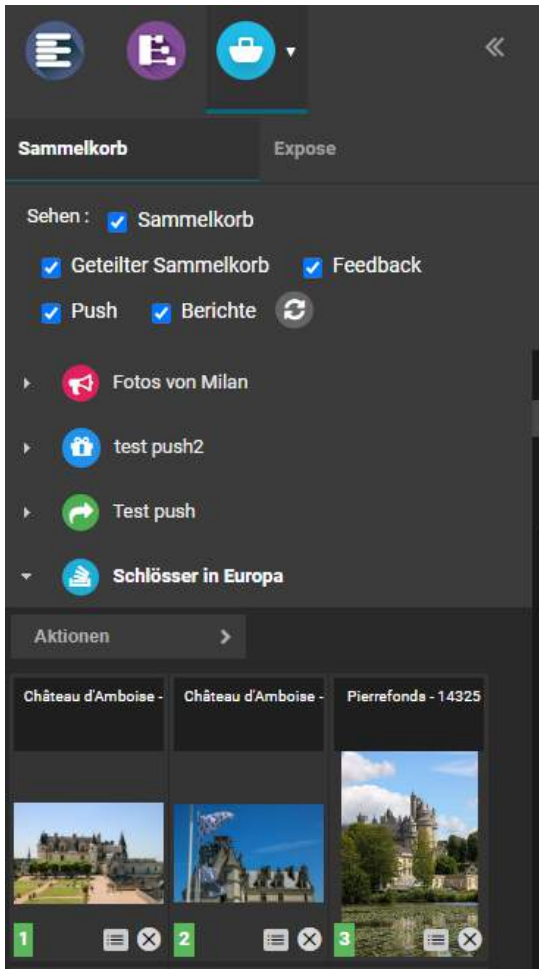 Sammelkorb Expose
Sehen : Sammelkorb
Geteilter Sammelkorb Feedback
Push Berichte
Fotos von Milan
test push2
Test push
Schlösser in Europa
Aktionen
Château d'Amboise - Château d'Amboise - Pierrefonds - 14325
1 2 3